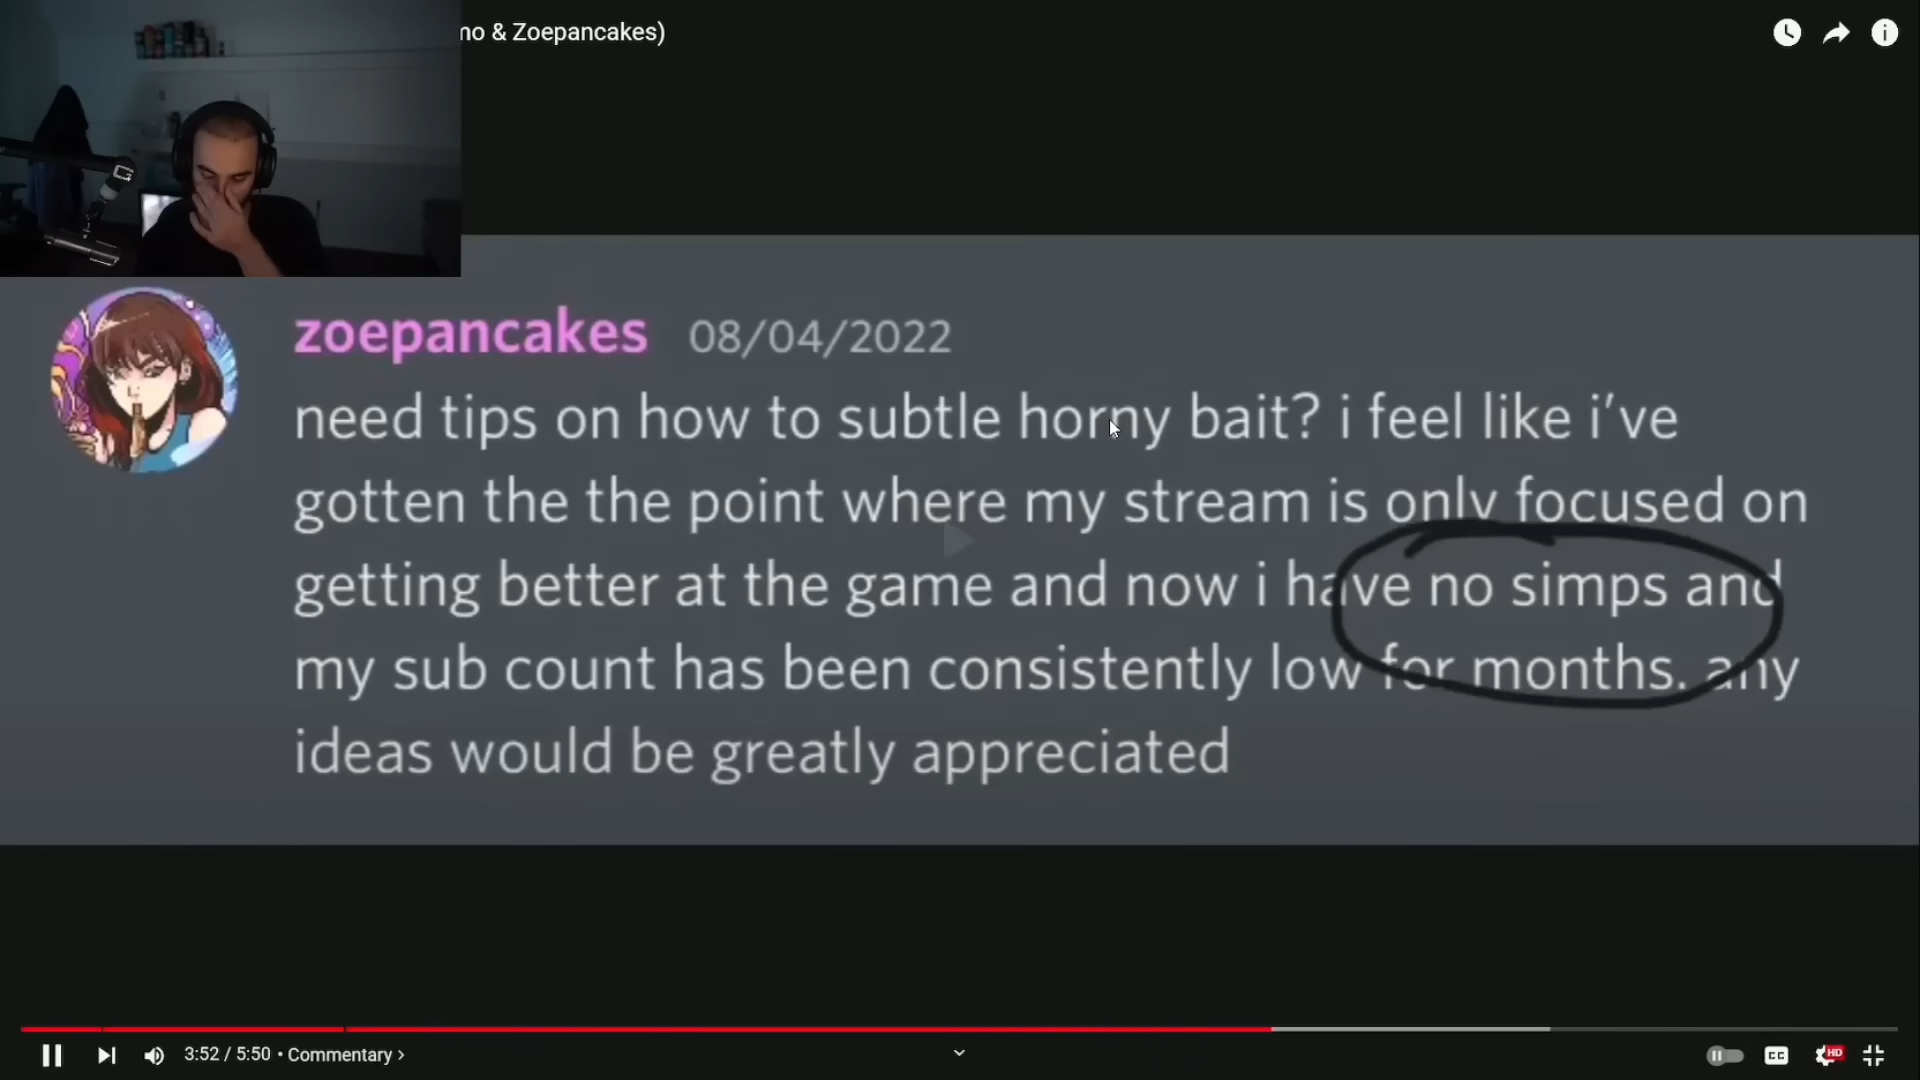 mo & Zoepancakes)
zoepancakes 08/04/2022
need tips on how to subtle horny bait? i feel like i've
gotten the the point where my stream is only focused on
getting better at the game and now i have no simps and
my sub count has been consistently low for months. any
ideas would be greatly appreciated
3:52 / 5:50 • Commentary ›
CC
HD